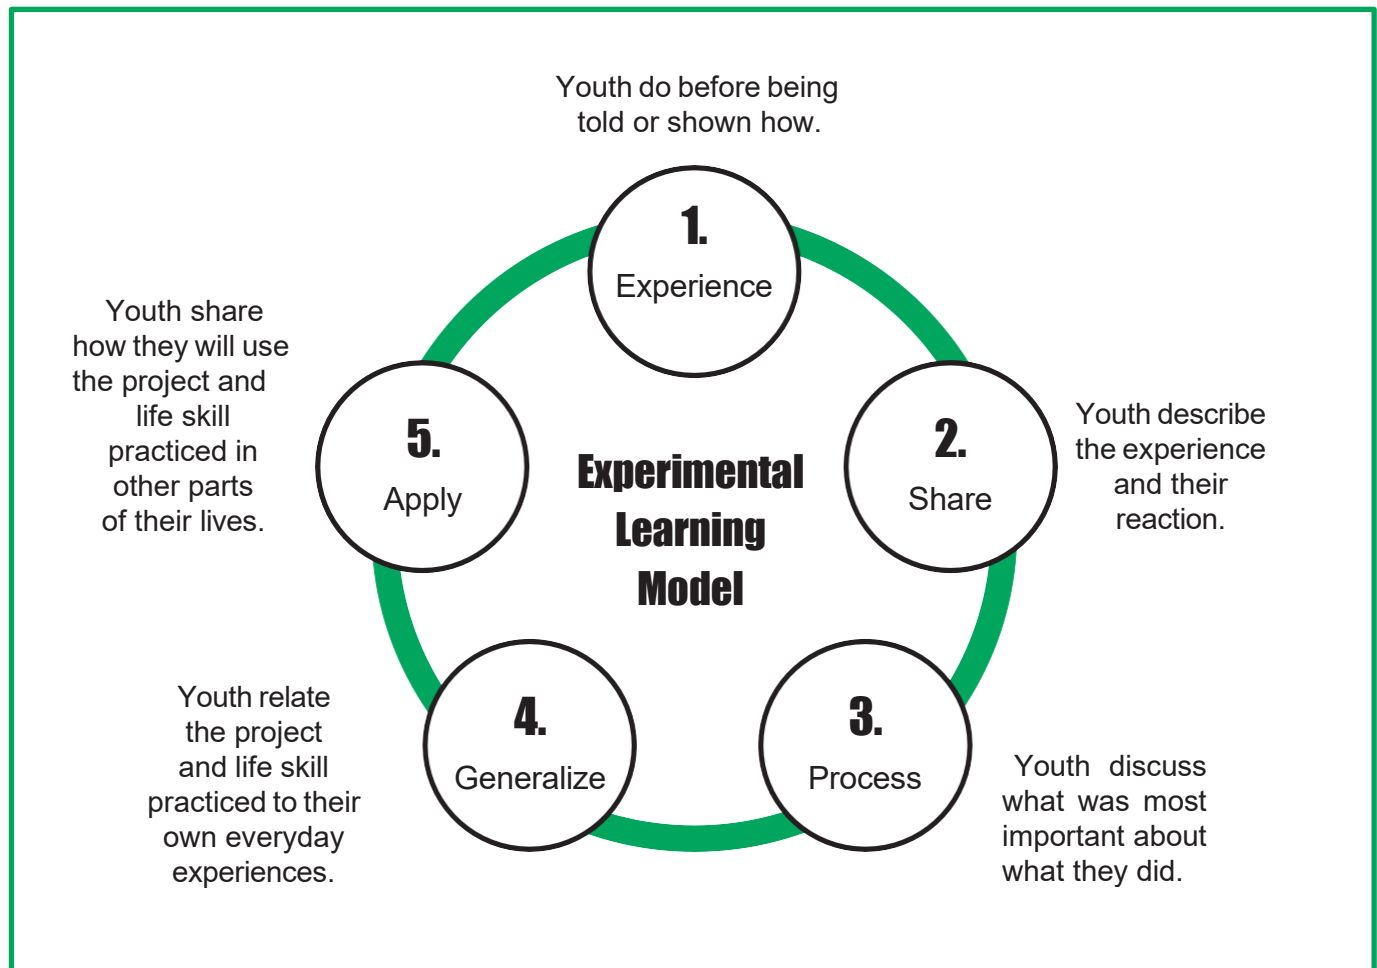 Youth do before being
told or shown how.
1.
Experience
2.
Share
Youth describe
the experience
and their
reaction.
3.
Process
Youth discuss
what was most
important about
what they did.
4.
Generalize
Youth relate
the project
and life skill
practiced to their
own everyday
experiences.
5.
Apply
Youth share
how they will use
the project and
life skill
practiced in
other parts
of their lives.
Experimental
Learning
Model